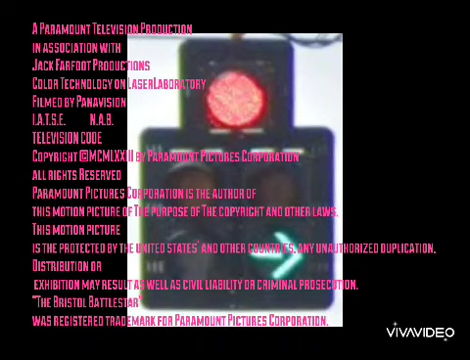 A Paramount Television Production
in association with
Jack Farfoot Productions
Color Technology on LaserLaboratory
Filmed by Panavision
I.A.T.S.E. N.A.B.
TELEVISION CODE
Copyright ©MCMLXXIII by Paramount Pictures Corporation
all rights Reserved
Paramount Pictures Corporation is the author of
this motion picture of The purpose of The copyright and other laws.
This motion picture
is the protected by the united states' and other countries, any unauthorized duplication,
Distribution or
exhibition may result as well as civil liability or criminal prosecution.
"The Bristol Battlestar"
was registered trademark for Paramount Pictures Corporation.
VIVAVIDEO